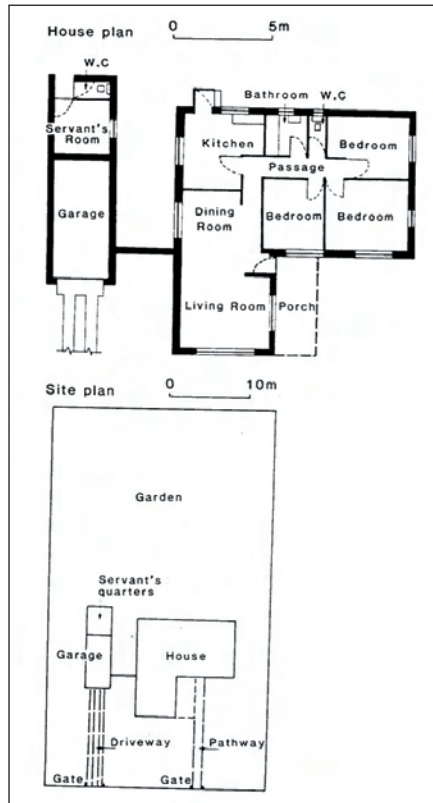 House plan
0 5m
W.C
Bathroom W.C
Servant's
Room
Kitchen
Bedroom
Passage
Garage
Dining
Room
Bedroom
Bedroom
Living Room
Porch
Site plan
0 10m
Garden
Servant's
quarters
Garage
House
Driveway
Pathway
Gate
Gate